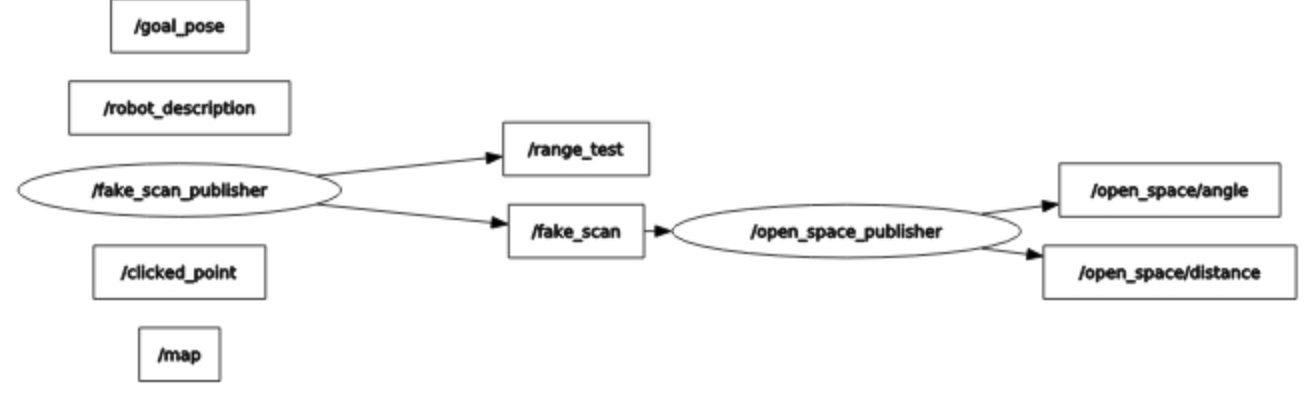 /goal_pose
/robot_description
/fake_scan_publisher
/clicked_point
/map
/range_test
/fake_scan
/open_space_publisher
/open_space/angle
/open_space/distance